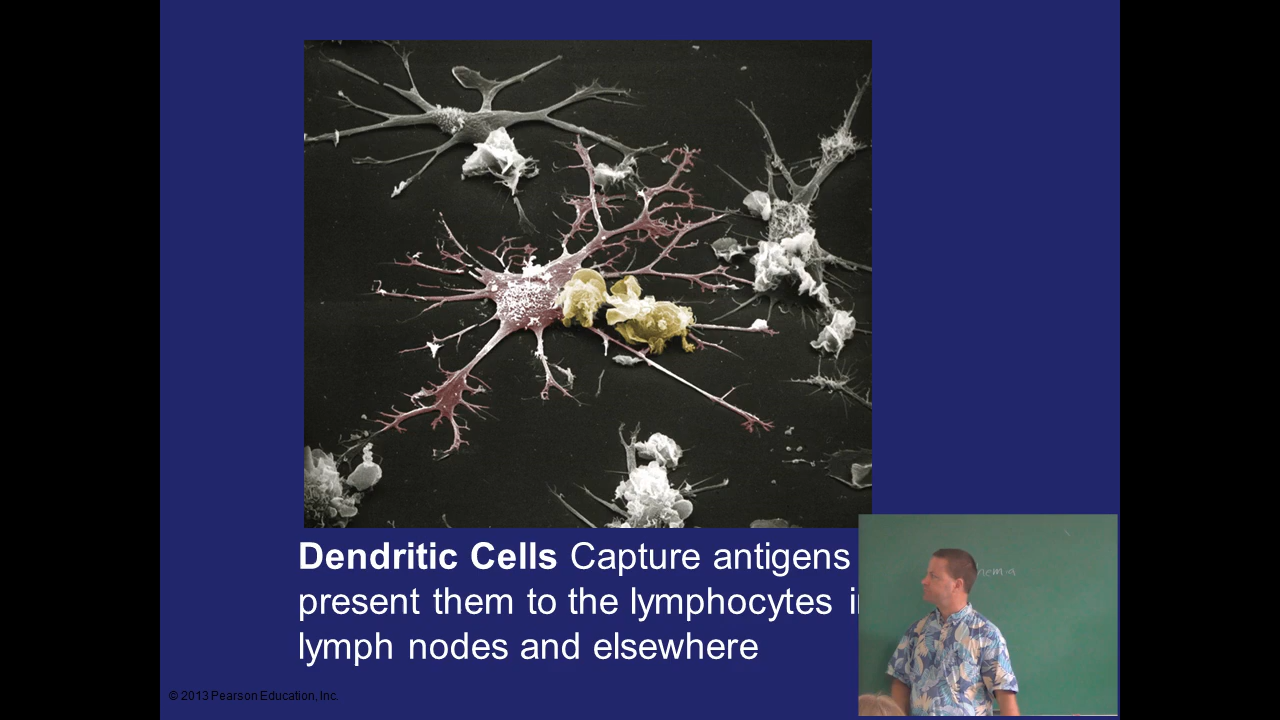 Dendritic Cells Capture antigens
present them to the lymphocytes
lymph nodes and elsewhere
© 2013 Pearson Education, Inc.